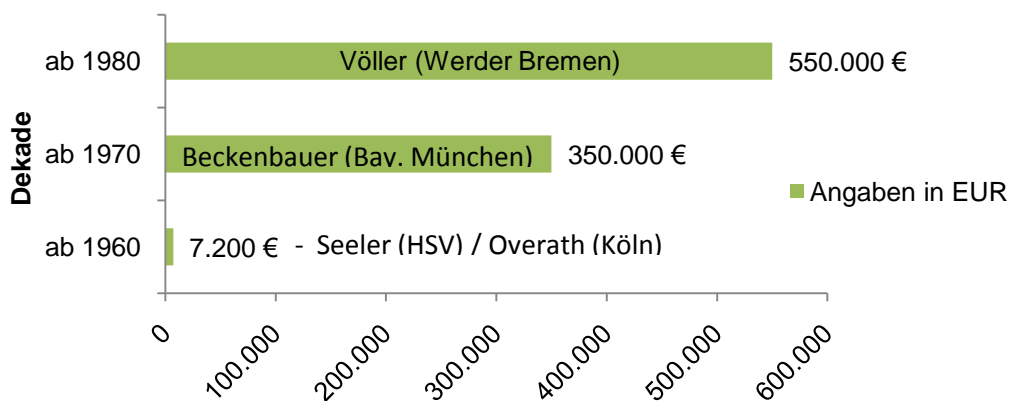 Dekade
ab 1980
Völler (Werder Bremen)
550.000 €
ab 1970
Beckenbauer (Bay. München)
350.000 €
ab 1960
7.200 € - Seeler (HSV) / Overath (Köln)
Angaben in EUR
0
100.000
200.000
300.000
400.000
500.000
600.000